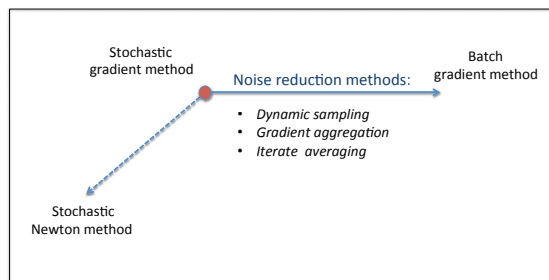 Stochastic
gradient method
Batch
gradient method
Noise reduction methods:
• Dynamic sampling
• Gradient aggregation
• Iterate averaging
Stochastic
Newton method